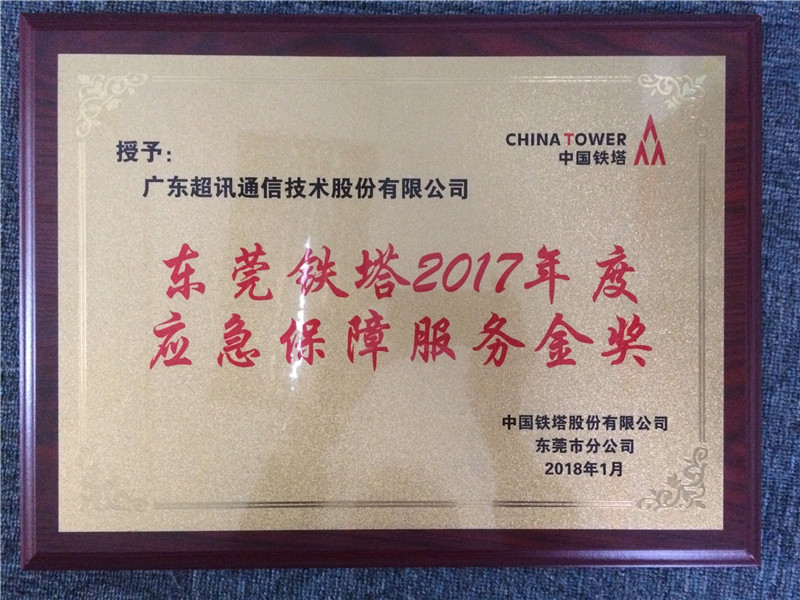 CHINA TOWER
中国铁塔
授予：
广东超讯通信技术股份有限公司
东莞铁塔2017年度
应急保障服务金奖
中国铁塔股份有限公司
东莞市分公司
2018年1月